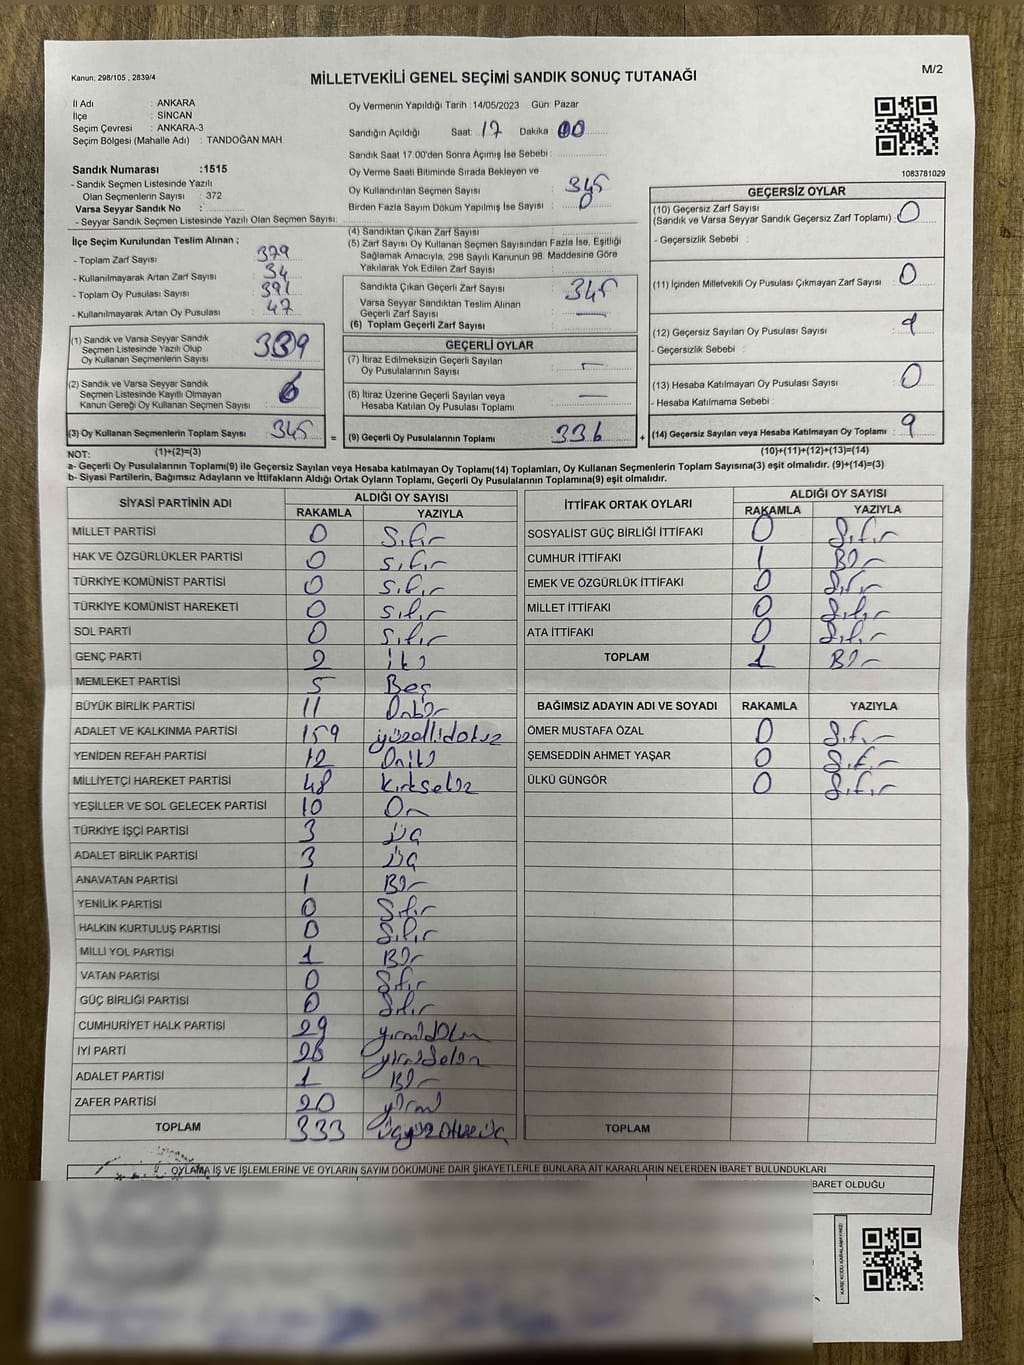 Kanun; 298/105 , 2839/4
MİLLETVEKİLİ GENEL SEÇİMİ SANDIK SONUÇ TUTANAĞI
M/2
İl Adı : ANKARA
İlçe : SİNCAN
Seçim Çevresi : ANKARA-3
Seçim Bölgesi (Mahalle Adı) : TANDOĞAN MAH
Oy Vermenin Yapıldığı Tarih :14/05/2023 Gün: Pazar
Sandığın Açıldığı Saat: 17 Dakika 00
Sandık Saat 17.00'den Sonra Açımış İse Sebebi :
Oy Verme Saati Bitiminde Sırada Bekleyen ve
Oy Kullandırılan Seçmen Sayısı 345
Birden Fazla Sayım Döküm Yapılmış İse Sayısı : 0
1083781029
Sandık Numarası :1515
- Sandık Seçmen Listesinde Yazılı
Olan Seçmenlerin Sayısı : 372
Varsa Seyyar Sandık No :
- Seyyar Sandık Seçmen Listesinde Yazılı Olan Seçmen Sayısı:
İlçe Seçim Kurulundan Teslim Alınan ;
- Toplam Zarf Sayısı 379
- Kullanılmayarak Artan Zarf Sayısı 34
- Toplam Oy Pusulası Sayısı 391
- Kullanılmayarak Artan Oy Pusulası 47
(1) Sandık ve Varsa Seyyar Sandık
Seçmen Listesinde Yazılı Olup
Oy Kullanan Seçmenlerin Sayısı 339
(2) Sandık ve Varsa Seyyar Sandık
Seçmen Listesinde Kayıtlı Olmayan
Kanun Gereği Oy Kullanan Seçmen Sayısı 6
(3) Oy Kullanan Seçmenlerin Toplam Sayısı 345
(1)+(2)=(3)
(4) Sandıktan Çıkan Zarf Sayısı
(5) Zarf Sayısı Oy Kullanan Seçmen Sayısından Fazla İse, Eşitliği
Sağlamak Amacıyla, 298 Sayılı Kanunun 98. Maddesine Göre
Yakılarak Yok Edilen Zarf Sayısı
Sandıkta Çıkan Geçerli Zarf Sayısı 345
Varsa Seyyar Sandıktan Teslim Alınan
Geçerli Zarf Sayısı —
(6) Toplam Geçerli Zarf Sayısı
GEÇERLİ OYLAR
(7) İtiraz Edilmeksizin Geçerli Sayılan
Oy Pusulalarının Sayısı —
(8) İtiraz Üzerine Geçerli Sayılan veya
Hesaba Katılan Oy Pusulası Toplamı —
= (9) Geçerli Oy Pusulalarının Toplamı 336 +
GEÇERSİZ OYLAR
(10) Geçersiz Zarf Sayısı
(Sandık ve Varsa Seyyar Sandık Geçersiz Zarf Toplamı) : 0
- Geçersizlik Sebebi :
(11) İçinden Milletvekili Oy Pusulası Çıkmayan Zarf Sayısı : 0
(12) Geçersiz Sayılan Oy Pusulası Sayısı : 9
- Geçersizlik Sebebi :
(13) Hesaba Katılmayan Oy Pusulası Sayısı : 0
- Hesaba Katılmama Sebebi :
(14) Geçersiz Sayılan veya Hesaba Katılmayan Oy Toplamı : 9
(10)+(11)+(12)+(13)=(14)
NOT:
a- Geçerli Oy Pusulalarının Toplamı(9) ile Geçersiz Sayılan veya Hesaba katılmayan Oy Toplamı(14) Toplamları, Oy Kullanan Seçmenlerin Toplam Sayısına(3) eşit olmalıdır. (9)+(14)=(3)
b- Siyasi Partilerin, Bağımsız Adayların ve İttifakların Aldığı Ortak Oyların Toplamı, Geçerli Oy Pusulalarının Toplamına(9) eşit olmalıdır.
SİYASİ PARTİNİN ADI ALDIĞI OY SAYISI
RAKAMLA YAZIYLA
MİLLET PARTİSİ 0 Sıfır
HAK VE ÖZGÜRLÜKLER PARTİSİ 0 Sıfır
TÜRKİYE KOMÜNİST PARTİSİ 0 Sıfır
TÜRKİYE KOMÜNİST HAREKETİ 0 Sıfır
SOL PARTİ 0 Sıfır
GENÇ PARTİ 2 İki
MEMLEKET PARTİSİ 5 Beş
BÜYÜK BİRLİK PARTİSİ 11 Onbir
ADALET VE KALKINMA PARTİSİ 159 yüzellidokuz
YENİDEN REFAH PARTİSİ 12 Oniki
MİLLİYETÇİ HAREKET PARTİSİ 48 Kırksekiz
YEŞİLLER VE SOL GELECEK PARTİSİ 10 On
TÜRKİYE İŞÇİ PARTİSİ 3 Üç
ADALET BİRLİK PARTİSİ 3 Üç
ANAVATAN PARTİSİ 1 Bir
YENİLİK PARTİSİ 0 Sıfır
HALKIN KURTULUŞ PARTİSİ 0 Sıfır
MİLLİ YOL PARTİSİ 1 Bir
VATAN PARTİSİ 0 Sıfır
GÜÇ BİRLİĞİ PARTİSİ 0 Sıfır
CUMHURİYET HALK PARTİSİ 29
İYİ PARTİ 28 yirmisekiz
ADALET PARTİSİ 1 Bir
ZAFER PARTİSİ 20 yirmi
TOPLAM 333 üçyüzotuzüç
İTTİFAK ORTAK OYLARI ALDIĞI OY SAYISI
RAKAMLA YAZIYLA
SOSYALİST GÜÇ BİRLİĞİ İTTİFAKI 0 Sıfır
CUMHUR İTTİFAKI 1 Bir
EMEK VE ÖZGÜRLÜK İTTİFAKI 0 Sıfır
MİLLET İTTİFAKI 0 Sıfır
ATA İTTİFAKI 0 Sıfır
TOPLAM 1 Bir
BAĞIMSIZ ADAYIN ADI VE SOYADI RAKAMLA YAZIYLA
ÖMER MUSTAFA ÖZAL 0 Sıfır
ŞEMSEDDİN AHMET YAŞAR 0 Sıfır
ÜLKÜ GÜNGÖR 0 Sıfır
TOPLAM
OYLAMA İŞ VE İŞLEMLERİNE VE OYLARIN SAYIM DÖKÜMÜNE DAİR ŞİKAYETLERLE BUNLARA AİT KARARLARIN NELERDEN İBARET BULUNDUKLARI
BARET OLDUĞU